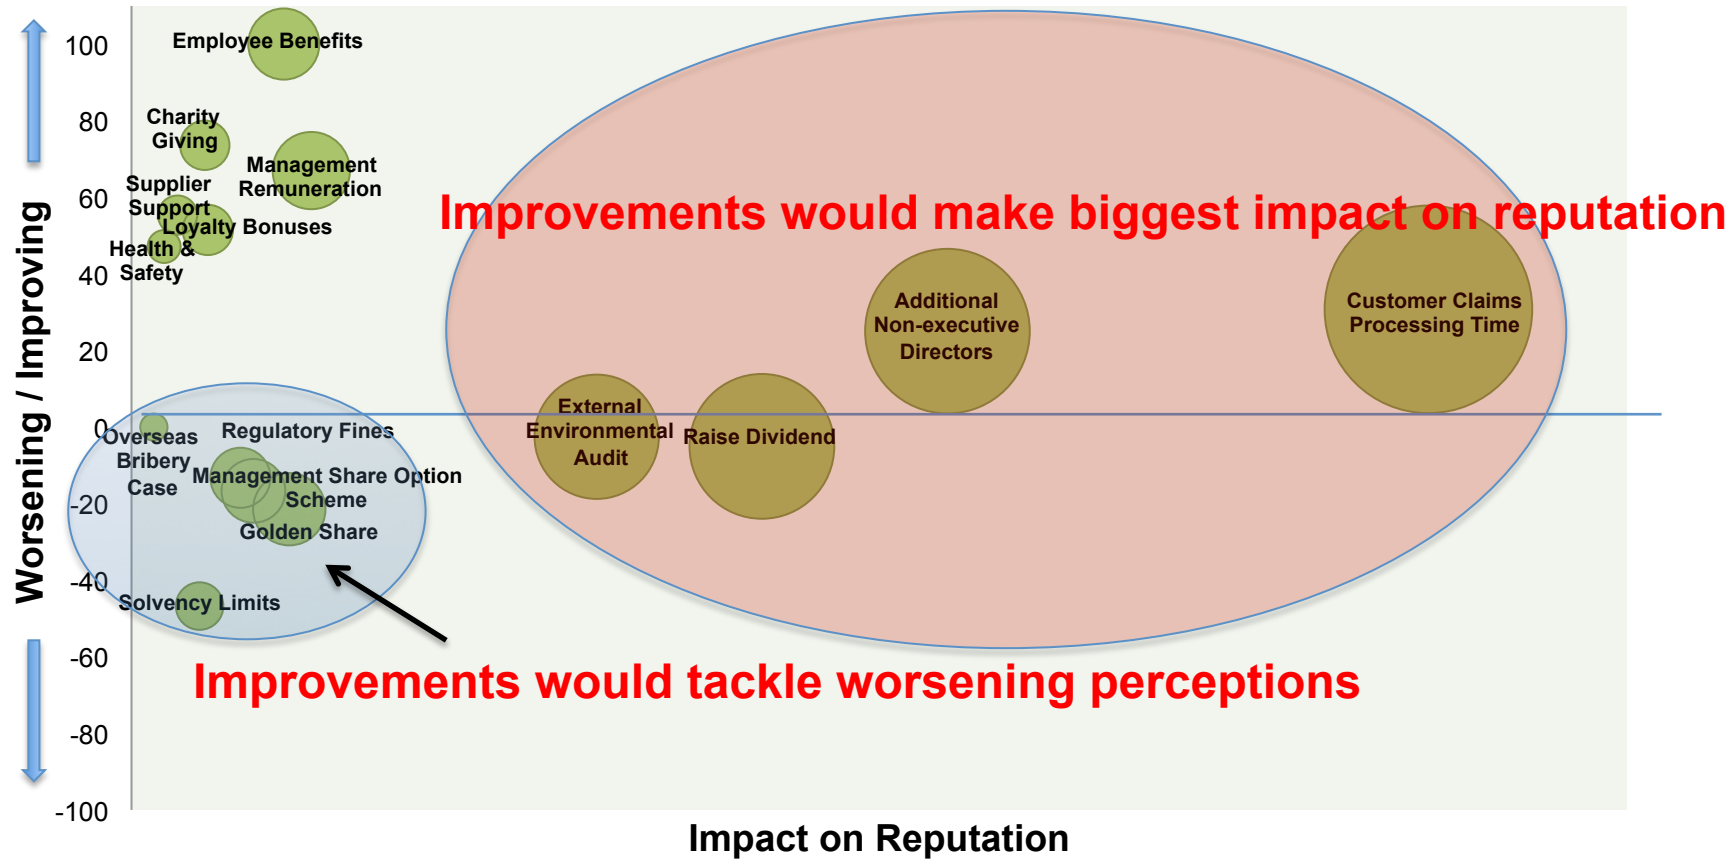 Worsening / Improving
100
80
60
40
20
0
-20
-40
-60
-80
-100
Employee Benefits
Charity
Giving
Management
Remuneration
Supplier
Support
Loyalty Bonuses
Health &
Safety
Improvements would make biggest impact on reputation
Additional
Non-executive
Directors
Customer Claims
Processing Time
External
Environmental
Audit
Raise Dividend
Overseas
Bribery
Case
Regulatory Fines
Management Share Option
Scheme
Golden Share
Solvency Limits
Improvements would tackle worsening perceptions
Impact on Reputation